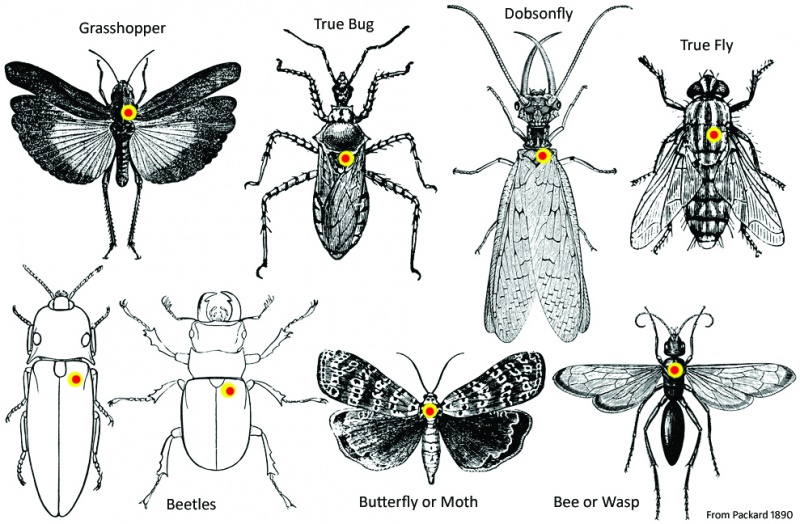 Grasshopper
True Bug
Dobsonfly
True Fly
Beetles
Butterfly or Moth
Bee or Wasp
From Packard 1890